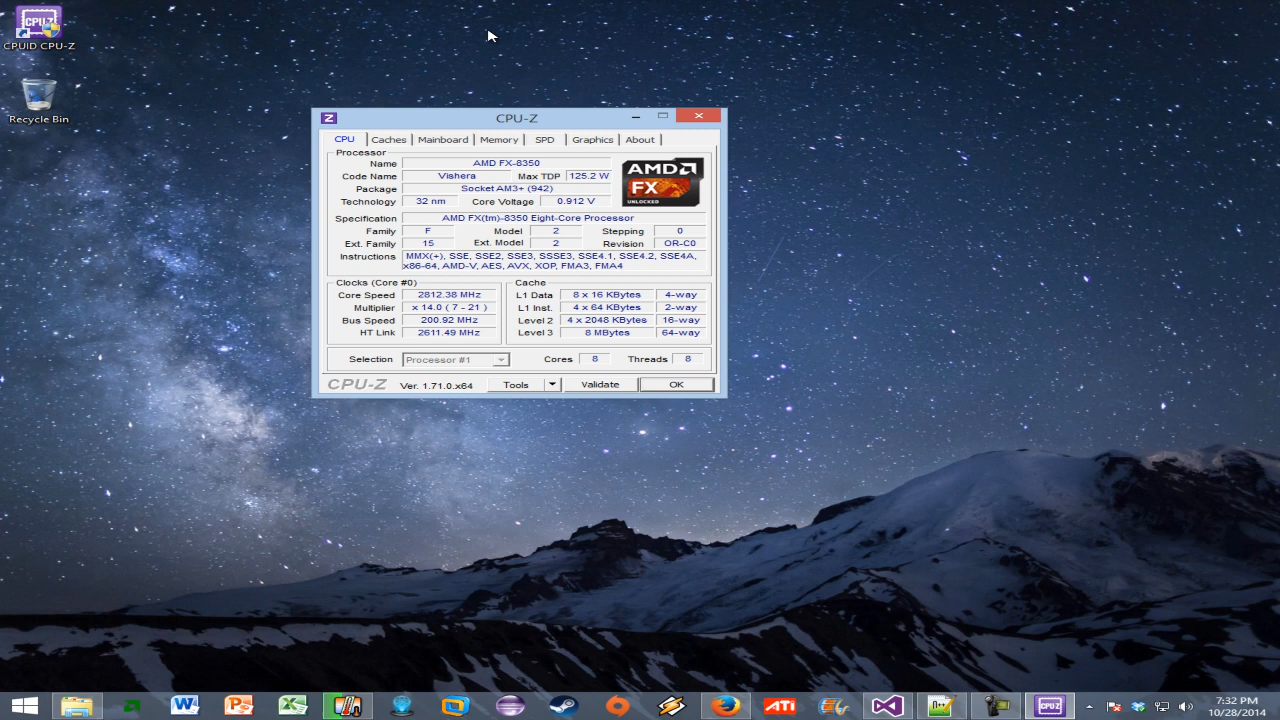 CPUID CPU-Z
Recycle Bin
Z CPU-Z
CPU Caches Mainboard Memory SPD Graphics About
Processor
Name AMD FX-8350
Code Name Vishera Max TDP 125.2 W
Package Socket AM3+ (942)
Technology 32 nm Core Voltage 0.912 V
AMD
FX
UNLOCKED
Specification AMD FX(tm)-8350 Eight-Core Processor
Family F Model 2 Stepping 0
Ext. Family 15 Ext. Model 2 Revision OR-C0
Instructions MMX(+), SSE, SSE2, SSE3, SSSE3, SSE4.1, SSE4.2, SSE4A,
x86-64, AMD-V, AES, AVX, XOP, FMA3, FMA4
Clocks (Core #0)
Core Speed 2812.38 MHz
Multiplier x 14.0 ( 7 - 21 )
Bus Speed 200.92 MHz
HT Link 2611.49 MHz
Cache
L1 Data 8 x 16 KBytes 4-way
L1 Inst. 4 x 64 KBytes 2-way
Level 2 4 x 2048 KBytes 16-way
Level 3 8 MBytes 64-way
Selection Processor #1 Cores 8 Threads 8
CPU-Z Ver. 1.71.0.x64 Tools Validate OK
ATi
CPU-Z
7:32 PM
10/28/2014